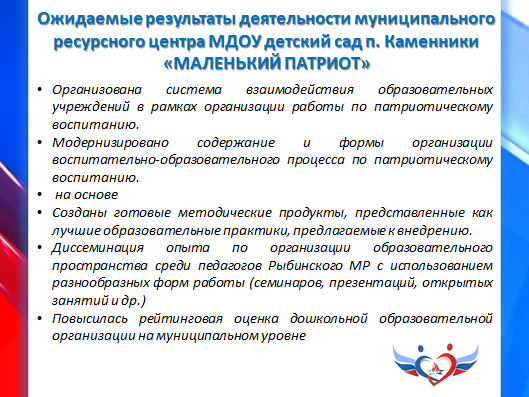 Ожидаемые результаты деятельности муниципального
ресурсного центра МДОУ детский сад п. Каменники
«МАЛЕНЬКИЙ ПАТРИОТ»
• Организована система взаимодействия образовательных
учреждений в рамках организации работы по патриотическому
воспитанию.
• Модернизировано содержание и формы организации
воспитательно-образовательного процесса по патриотическому
воспитанию.
• на основе
• Созданы готовые методические продукты, представленные как
лучшие образовательные практики, предлагаемые к внедрению.
• Диссеминация опыта по организации образовательного
пространства среди педагогов Рыбинского МР с использованием
разнообразных форм работы (семинаров, презентаций, открытых
занятий и др.)
• Повысилась рейтинговая оценка дошкольной образовательной
организации на муниципальном уровне